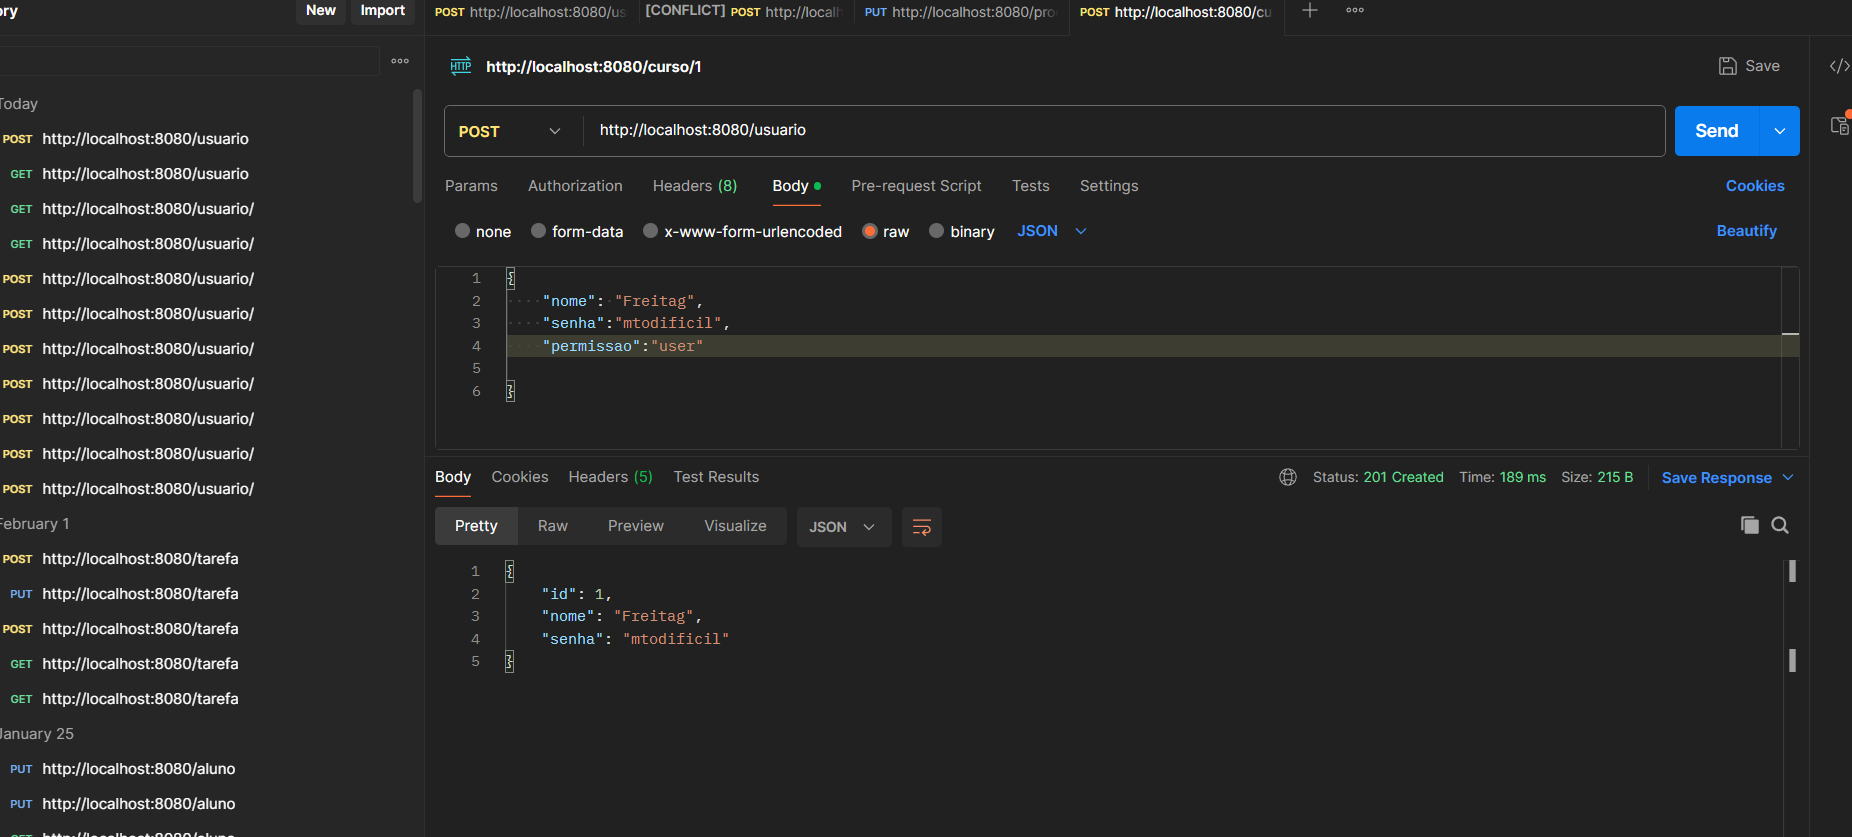 ory
New Import
POST http://localhost:8080/us [CONFLICT] POST http://localh PUT http://localhost:8080/pro POST http://localhost:8080/cu
HTTP http://localhost:8080/curso/1 Save
POST http://localhost:8080/usuario Send
Params Authorization Headers (8) Body Pre-request Script Tests Settings Cookies
none form-data x-www-form-urlencoded raw binary JSON Beautify
1 {
2 "nome": "Freitag",
3 "senha":"mtodificil",
4 "permissao":"user"
5
6 }
Body Cookies Headers (5) Test Results Status: 201 Created Time: 189 ms Size: 215 B Save Response
Pretty Raw Preview Visualize JSON
1 {
2 "id": 1,
3 "nome": "Freitag",
4 "senha": "mtodificil"
5 }
Today
POST http://localhost:8080/usuario
GET http://localhost:8080/usuario
GET http://localhost:8080/usuario/
GET http://localhost:8080/usuario/
POST http://localhost:8080/usuario/
POST http://localhost:8080/usuario/
POST http://localhost:8080/usuario/
POST http://localhost:8080/usuario/
POST http://localhost:8080/usuario/
POST http://localhost:8080/usuario/
POST http://localhost:8080/usuario/
February 1
POST http://localhost:8080/tarefa
PUT http://localhost:8080/tarefa
POST http://localhost:8080/tarefa
GET http://localhost:8080/tarefa
GET http://localhost:8080/tarefa
January 25
PUT http://localhost:8080/aluno
PUT http://localhost:8080/aluno
GET http://localhost:8080/aluno